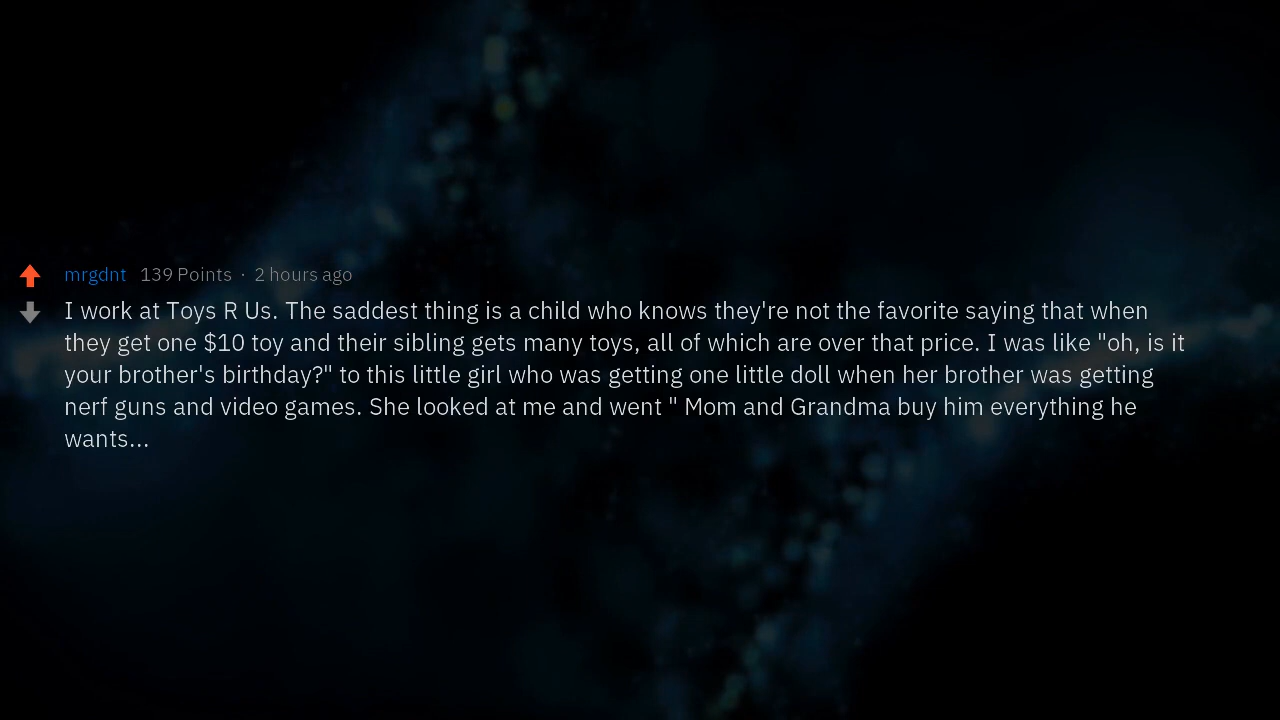 mrgdnt 139 Points · 2 hours ago
I work at Toys R Us. The saddest thing is a child who knows they're not the favorite saying that when
they get one $10 toy and their sibling gets many toys, all of which are over that price. I was like "oh, is it
your brother's birthday?" to this little girl who was getting one little doll when her brother was getting
nerf guns and video games. She looked at me and went " Mom and Grandma buy him everything he
wants...